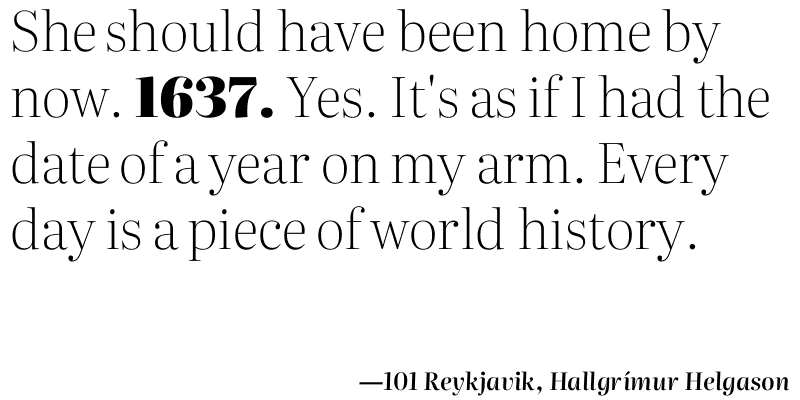 She should have been home by
now. 1637. Yes. It's as if I had the
date of a year on my arm. Every
day is a piece of world history.
—101 Reykjavik, Hallgrímur Helgason